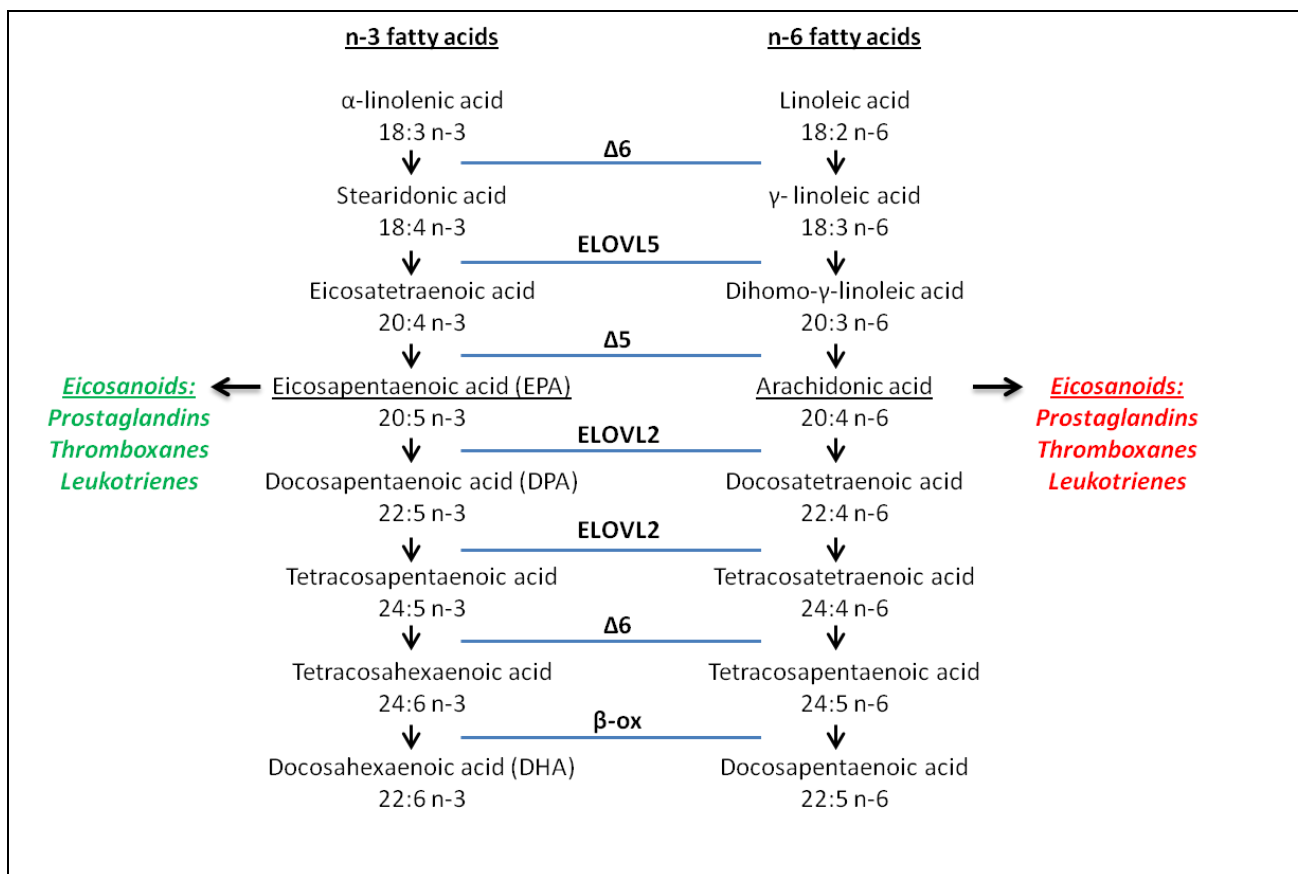 n-3 fatty acids
n-6 fatty acids
α-linolenic acid
18:3 n-3
Linoleic acid
18:2 n-6
Δ6
Stearidonic acid
18:4 n-3
γ- linoleic acid
18:3 n-6
ELOVL5
Eicosatetraenoic acid
20:4 n-3
Dihomo-γ-linoleic acid
20:3 n-6
Δ5
Eicosanoids:
Prostaglandins
Thromboxanes
Leukotrienes
Eicosapentaenoic acid (EPA)
20:5 n-3
Arachidonic acid
20:4 n-6
Eicosanoids:
Prostaglandins
Thromboxanes
Leukotrienes
ELOVL2
Docosapentaenoic acid (DPA)
22:5 n-3
Docosatetraenoic acid
22:4 n-6
ELOVL2
Tetracosapentaenoic acid
24:5 n-3
Tetracosatetraenoic acid
24:4 n-6
Δ6
Tetracosahexaenoic acid
24:6 n-3
Tetracosapentaenoic acid
24:5 n-6
β-ox
Docosahexaenoic acid (DHA)
22:6 n-3
Docosapentaenoic acid
22:5 n-6